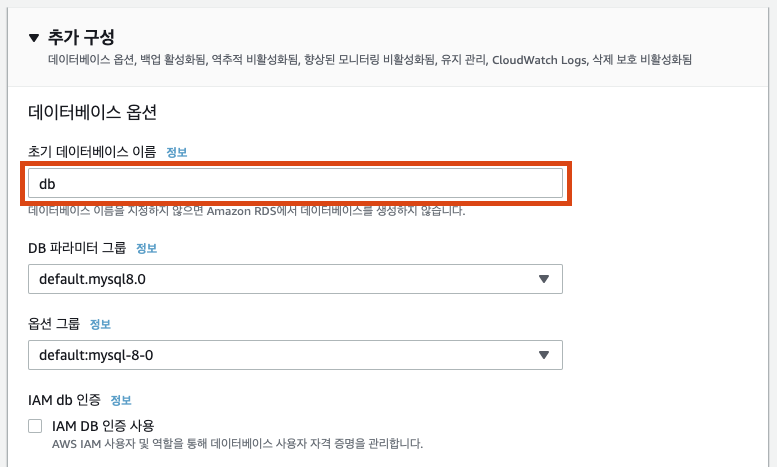 추가 구성
데이터베이스 옵션, 백업 활성화됨, 역추적 비활성화됨, 향상된 모니터링 비활성화됨, 유지 관리, CloudWatch Logs, 삭제 보호 비활성화됨
데이터베이스 옵션
초기 데이터베이스 이름 정보
db
데이터베이스 이름을 지정하지 않으면 Amazon RDS에서 데이터베이스를 생성하지 않습니다.
DB 파라미터 그룹 정보
default.mysql8.0
옵션 그룹 정보
default:mysql-8-0
IAM db 인증 정보
IAM DB 인증 사용
AWS IAM 사용자 및 역할을 통해 데이터베이스 사용자 자격 증명을 관리합니다.